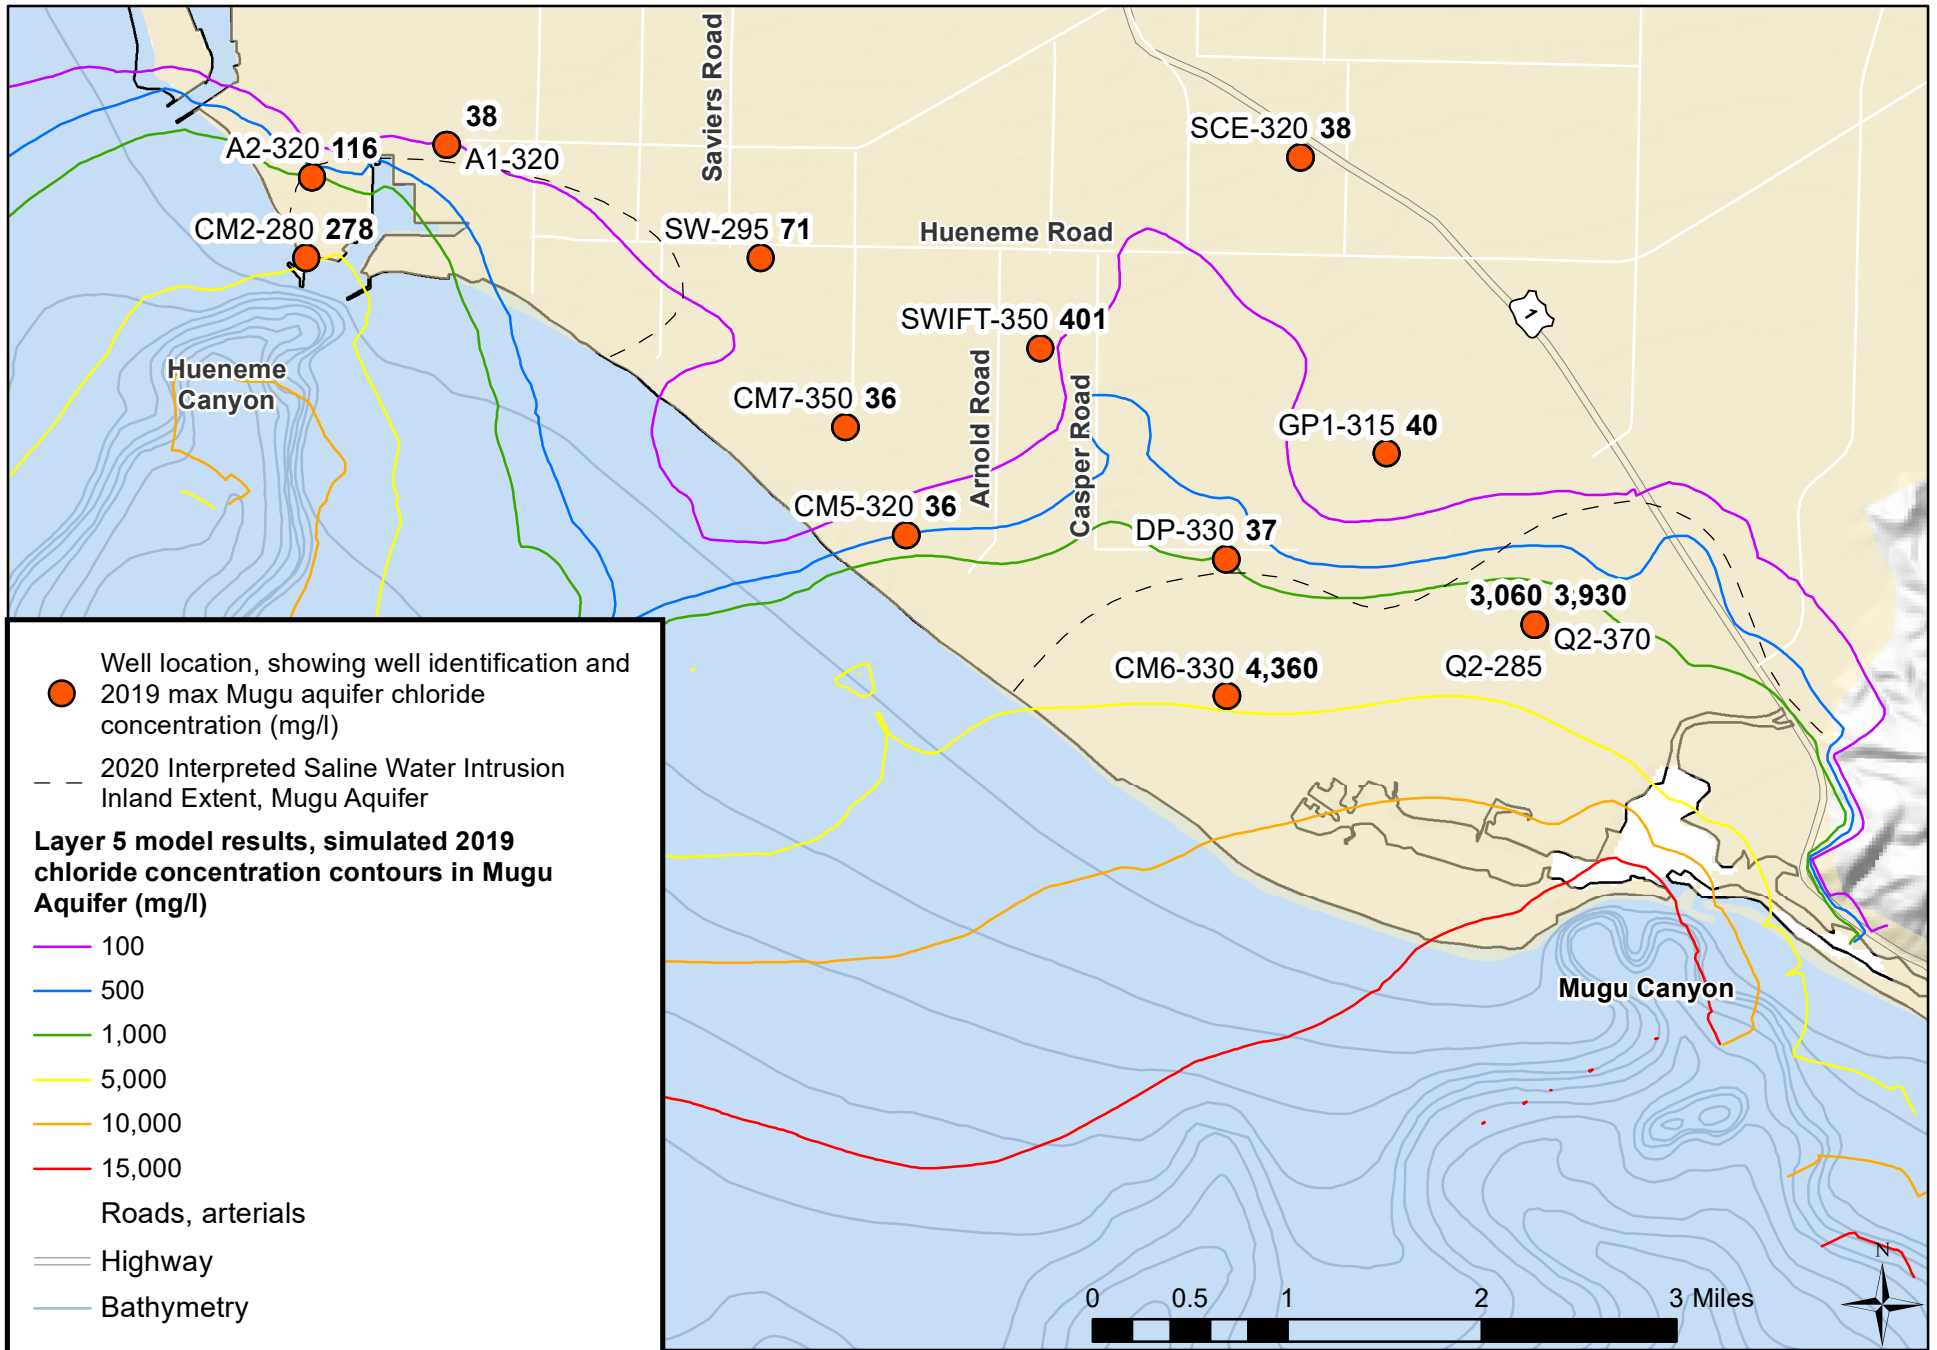 Saviers Road
38
A2-320 116
A1-320
SCE-320 38
CM2-280 278
SW-295 71
Hueneme Road
1
SWIFT-350 401
Hueneme
Canyon
Arnold Road
Casper Road
CM7-350 36
GP1-315 40
CM5-320 36
DP-330 37
3,060 3,930
Q2-370
Q2-285
CM6-330 4,360
Well location, showing well identification and
2019 max Mugu aquifer chloride
concentration (mg/l)
2020 Interpreted Saline Water Intrusion
Inland Extent, Mugu Aquifer
Layer 5 model results, simulated 2019
chloride concentration contours in Mugu
Aquifer (mg/l)
100
500
1,000
5,000
10,000
15,000
Roads, arterials
Highway
Bathymetry
Mugu Canyon
N
0 0.5 1 2 3 Miles